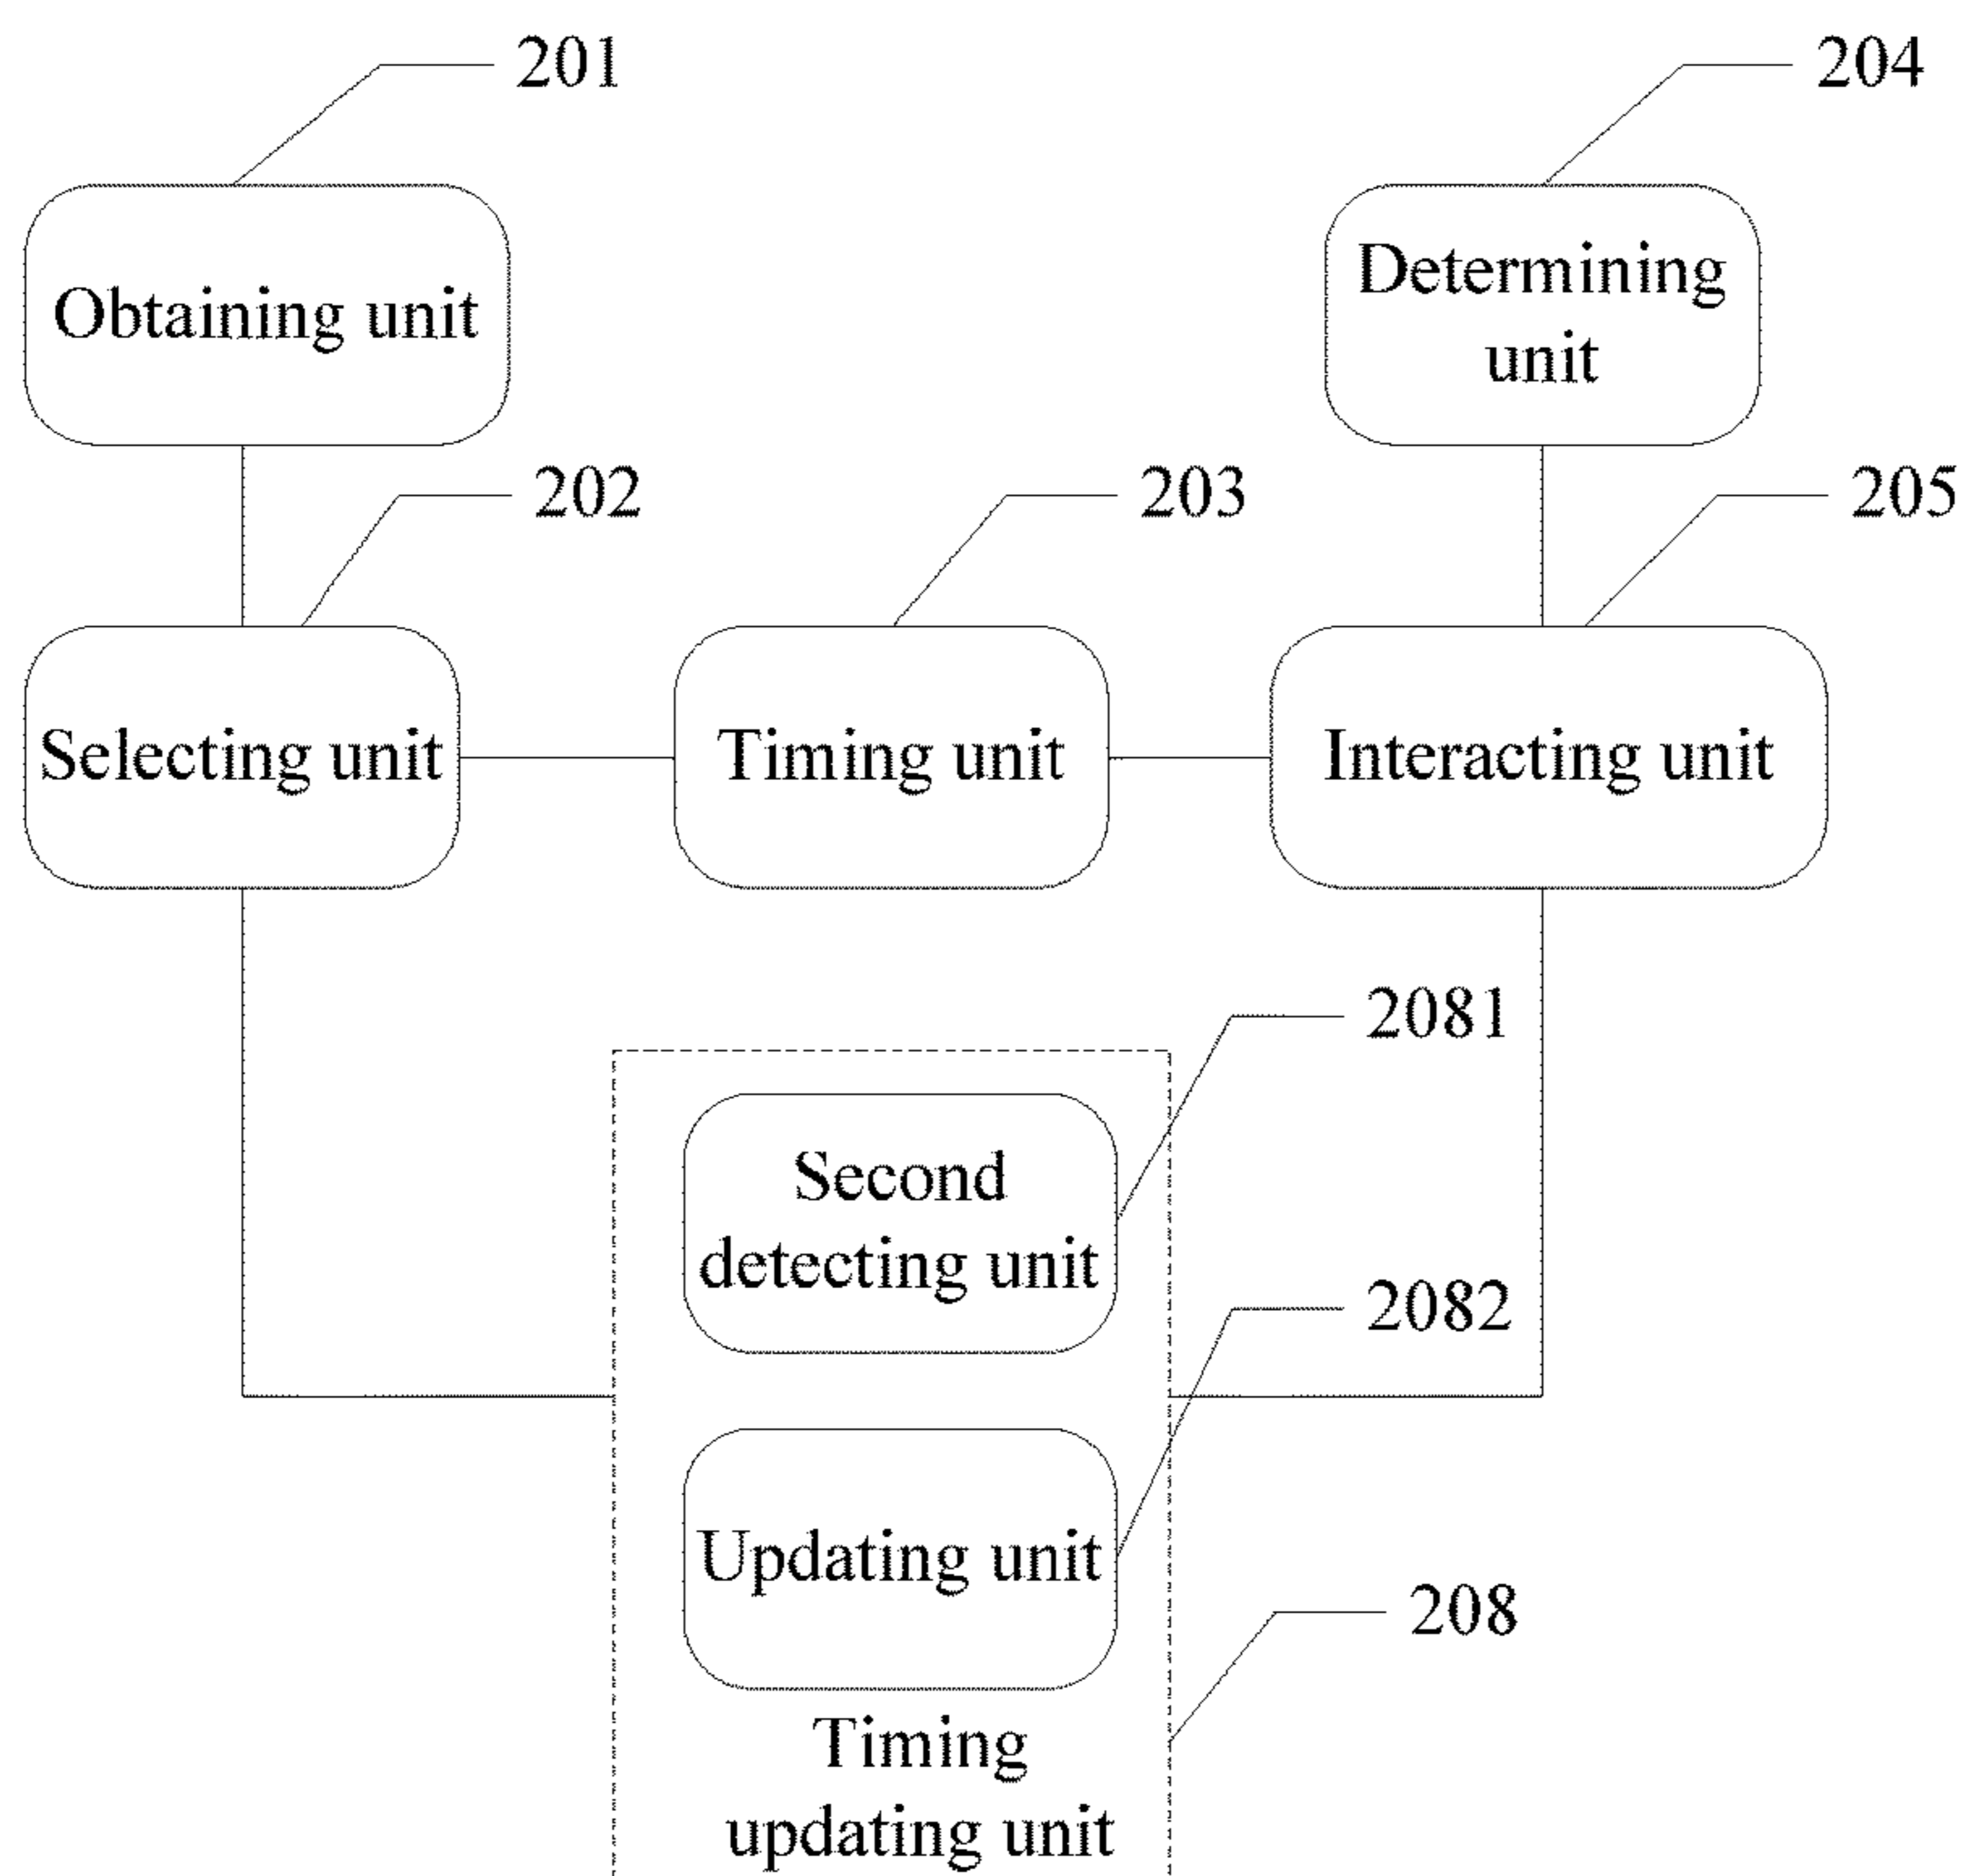 201
204
Obtaining unit
Determining
unit
202
203
205
Selecting unit
Timing unit
Interacting unit
2081
Second
detecting unit
2082
Updating unit
208
Timing
updating unit